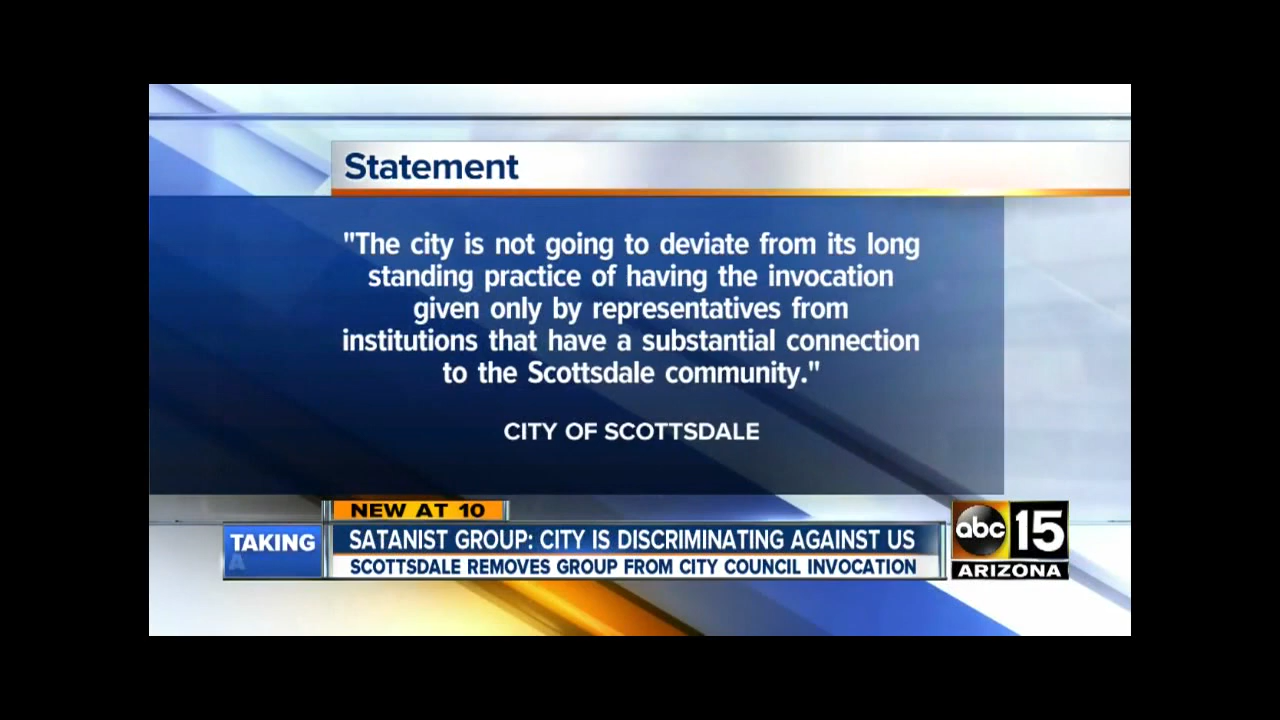 Statement
"The city is not going to deviate from its long
standing practice of having the invocation
given only by representatives from
institutions that have a substantial connection
to the Scottsdale community."
CITY OF SCOTTSDALE
NEW AT 10
TAKING
A
SATANIST GROUP: CITY IS DISCRIMINATING AGAINST US
SCOTTSDALE REMOVES GROUP FROM CITY COUNCIL INVOCATION
abc 15
ARIZONA